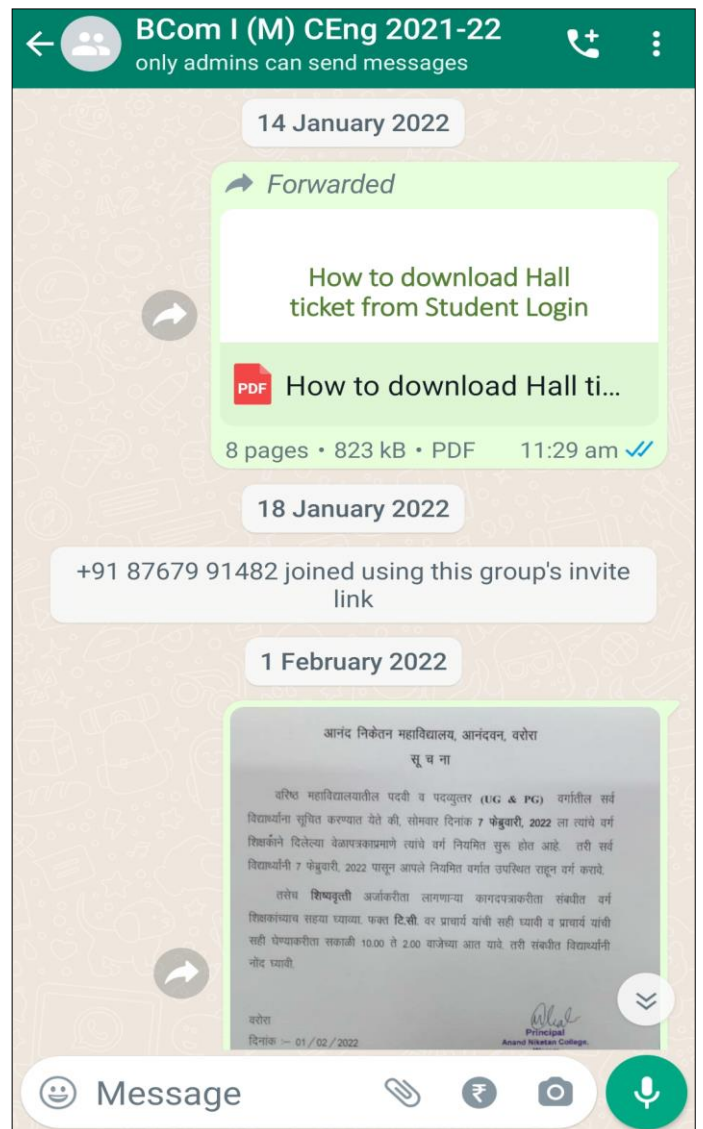 BCom I (M) CEng 2021-22
only admins can send messages
14 January 2022
Forwarded
How to download Hall
ticket from Student Login
PDF How to download Hall ti...
8 pages • 823 kB • PDF 11:29 am
18 January 2022
+91 87679 91482 joined using this group's invite
link
1 February 2022
आनंद निकेतन महाविद्यालय, आनंदवन, वरोरा
सू च ना
वरिष्ठ महाविद्यालयातील पदवी व पदव्युत्तर (UG & PG) वर्गातील सर्व
विद्यार्थ्यांना सूचित करण्यात येते की, सोमवार दिनांक 7 फेब्रुवारी, 2022 ला त्यांचे वर्ग
शिक्षकाँने दिलेल्या वेळापत्रकाप्रमाणे त्यांचे वर्ग नियमित सुरू होत आहे. तरी सर्व
विद्यार्थ्यांनी 7 फेब्रुवारी, 2022 पासून आपले नियमित वर्गात उपस्थित राहून वर्ग करावे.
तसेच शिष्यवृत्ती अर्जाकरीता लागणाऱ्या कागदपत्राकरीता संबधीत वर्ग
शिक्षकांच्याच सहया घ्याव्या. फक्त टि.सी. वर प्राचार्य यांची सही घ्यावी व प्राचार्य यांची
सही घेण्याकरीता सकाळी 10.00 ते 2.00 वाजेच्या आत यावे. तरी संबधीत विद्यार्थ्यांनी
नोंद घ्यावी.
वरोरा
दिनांक :– 01 / 02 / 2022
Principal
Anand Niketan College,
Message